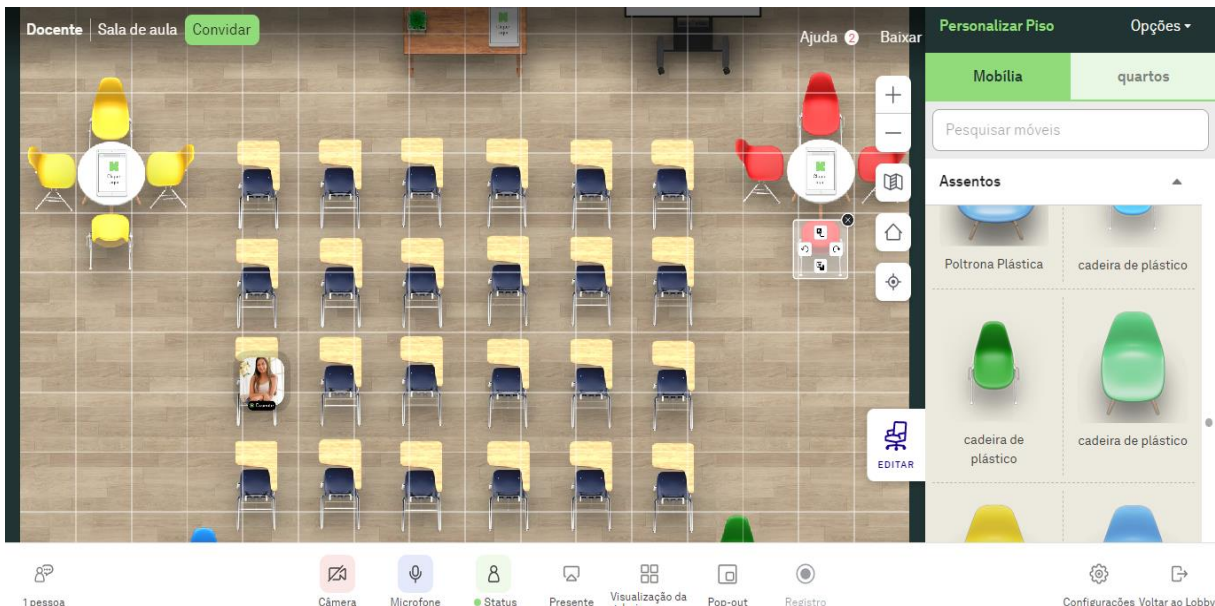 Docente Sala de aula Convidar
Ajuda 2 Baixar
Personalizar Piso Opções
Mobília quartos
Pesquisar móveis
Assentos
Poltrona Plástica cadeira de plástico
cadeira de
plástico
cadeira de plástico
EDITAR
1 pessoa
Câmera Microfone Status Presente Visualização da
Pop-out Registro
Configurações Voltar ao Lobby